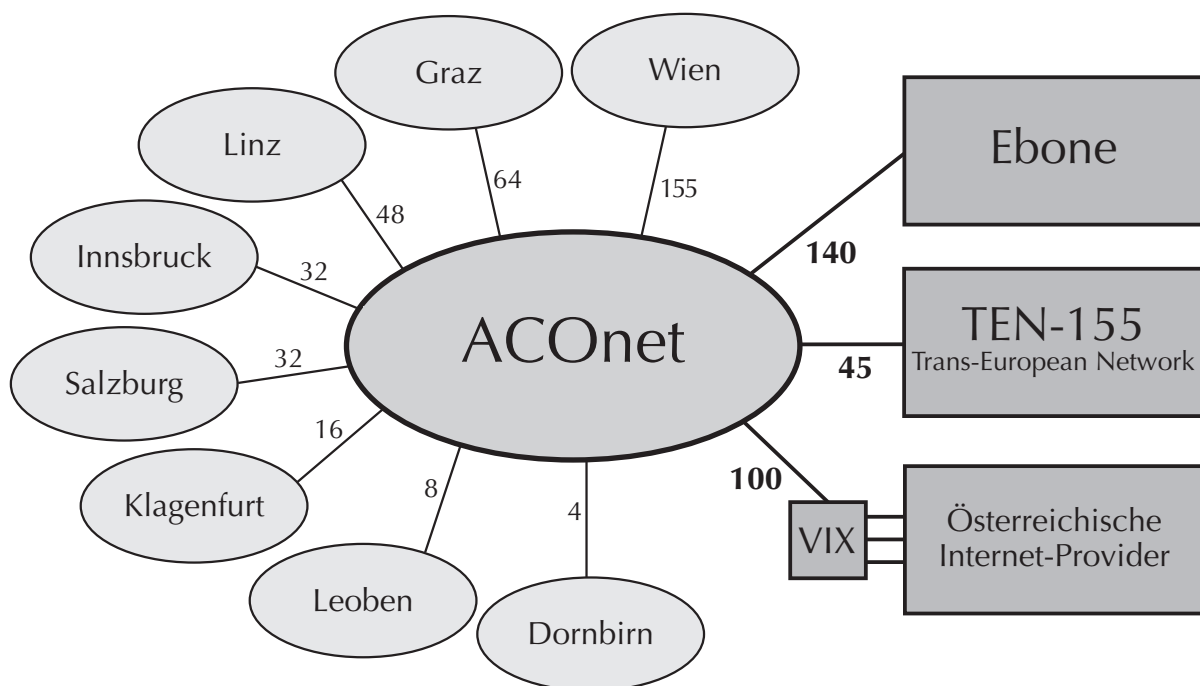 Graz
Wien
Linz
Ebone
64
155
48
Innsbruck
32
140
ACOnet
TEN-155
Trans-European Network
45
Salzburg
32
16
100
Klagenfurt
8
4
VIX
Österreichische
Internet-Provider
Leoben
Dornbirn